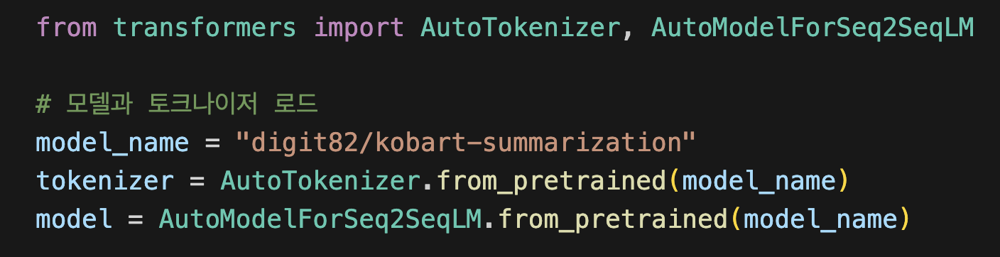 from transformers import AutoTokenizer, AutoModelForSeq2SeqLM
# 모델과 토크나이저 로드
model_name = "digit82/kobart-summarization"
tokenizer = AutoTokenizer.from_pretrained(model_name)
model = AutoModelForSeq2SeqLM.from_pretrained(model_name)